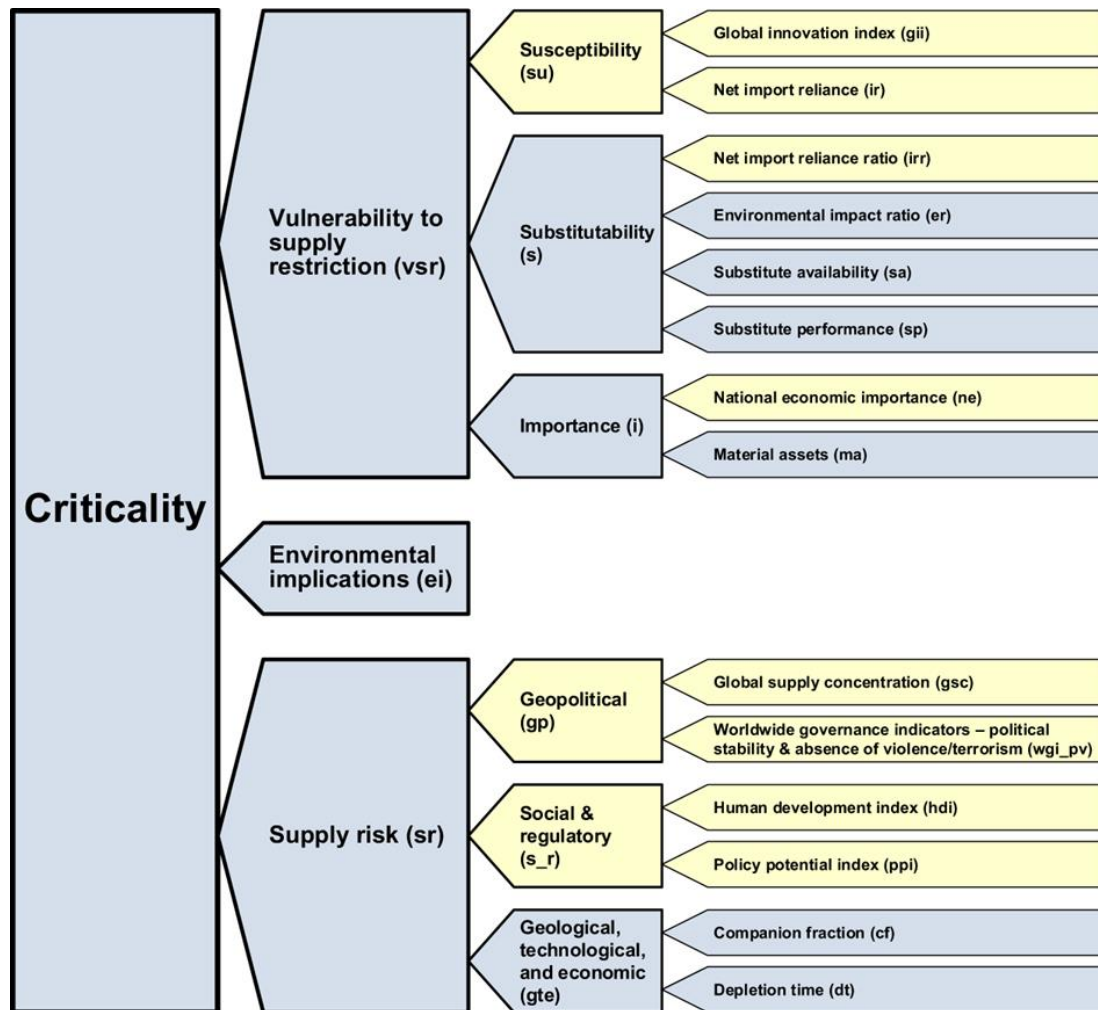 Criticality
Vulnerability to
supply
restriction (vsr)
Susceptibility
(su)
Global innovation index (gii)
Net import reliance (ir)
Substitutability
(s)
Net import reliance ratio (irr)
Environmental impact ratio (er)
Substitute availability (sa)
Substitute performance (sp)
Importance (i)
National economic importance (ne)
Material assets (ma)
Environmental
implications (ei)
Supply risk (sr)
Geopolitical
(gp)
Global supply concentration (gsc)
Worldwide governance indicators – political
stability & absence of violence/terrorism (wgi_pv)
Social &
regulatory
(s_r)
Human development index (hdi)
Policy potential index (ppi)
Geological,
technological,
and economic
(gte)
Companion fraction (cf)
Depletion time (dt)